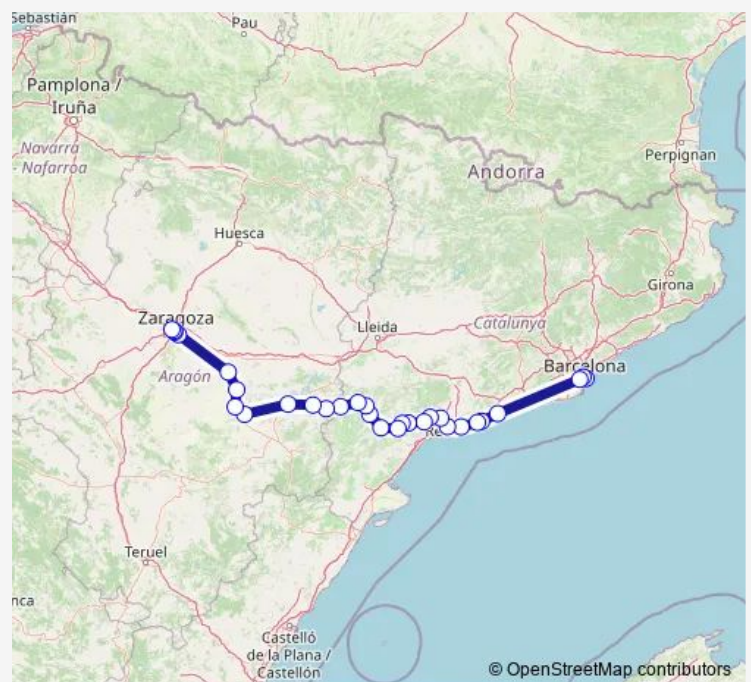 Sebastián
Pau
Pamplona /
Iruña
Navarra
- Nafarroa
Perpignan
Andorra
Huesca
Girona
Zaragoza
Lleida
Catalunya
Aragón
Barcelona
Teruel
Castelló
de la Plana /
Castellón
© OpenStreetMap contributors